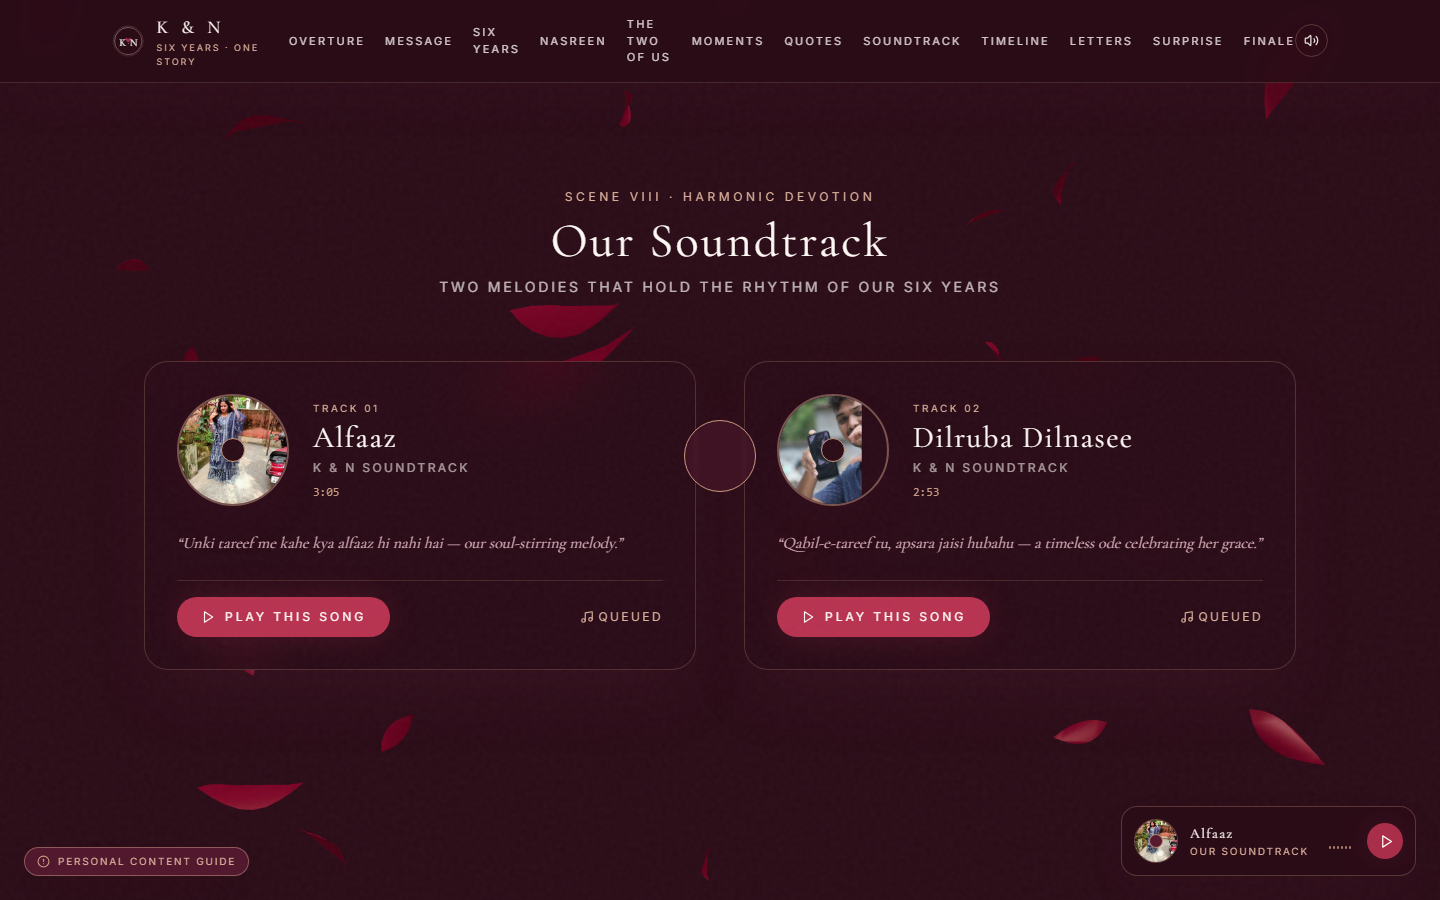 K N
K & N
SIX YEARS · ONE
STORY
OVERTURE
MESSAGE
SIX
YEARS
NASREEN
THE
TWO
OF US
MOMENTS
QUOTES
SOUNDTRACK
TIMELINE
LETTERS
SURPRISE
FINALE
SCENE VIII · HARMONIC DEVOTION
Our Soundtrack
TWO MELODIES THAT HOLD THE RHYTHM OF OUR SIX YEARS
TRACK 01
Alfaaz
K & N SOUNDTRACK
3:05
“Unki tareef me kahe kya alfaaz hi nahi hai — our soul-stirring melody.”
PLAY THIS SONG
QUEUED
TRACK 02
Dilruba Dilnasee
K & N SOUNDTRACK
2:53
“Qabil-e-tareef tu, apsara jaisi hubahu — a timeless ode celebrating her grace.”
PLAY THIS SONG
QUEUED
PERSONAL CONTENT GUIDE
Alfaaz
OUR SOUNDTRACK